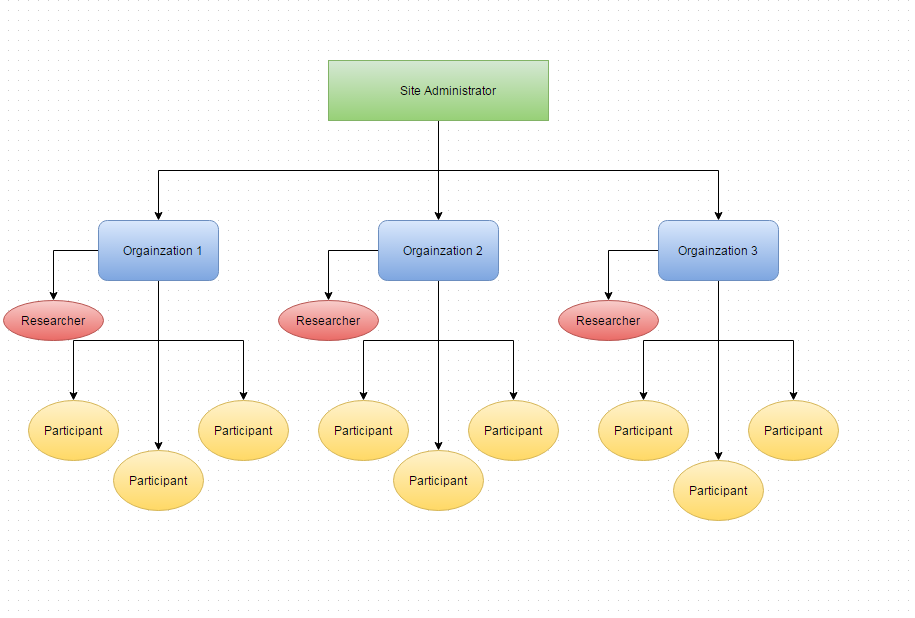 Site Administrator
Orgainzation 1
Orgainzation 2
Orgainzation 3
Researcher
Researcher
Researcher
Participant
Participant
Participant
Participant
Participant
Participant
Participant
Participant
Participant